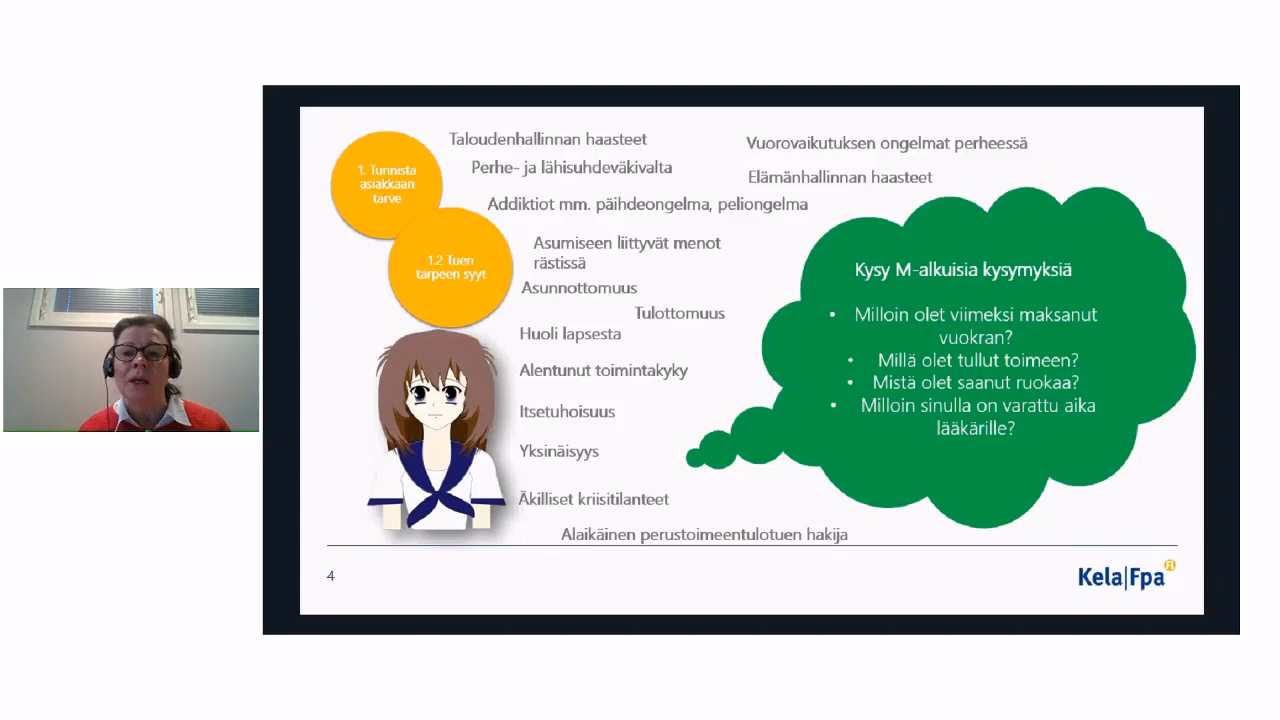 1. Tunnista
asiakkaan
tarve
1.2 Tuen
tarpeen syyt
Taloudenhallinnan haasteet
Perhe- ja lähisuhdeväkivalta
Addiktiot mm. päihdeongelma, peliongelma
Vuorovaikutuksen ongelmat perheessä
Elämänhallinnan haasteet
Asumiseen liittyvät menot
rästissä
Asunnottomuus
Tulottomuus
Huoli lapsesta
Alentunut toimintakyky
Itsetuhoisuus
Yksinäisyys
Äkilliset kriisitilanteet
Alaikäinen perustoimeentulotuen hakija
Kysy M-alkuisia kysymyksiä
• Milloin olet viimeksi maksanut
vuokran?
• Millä olet tullut toimeen?
• Mistä olet saanut ruokaa?
• Milloin sinulla on varattu aika
lääkärille?
4
Kela|Fpa